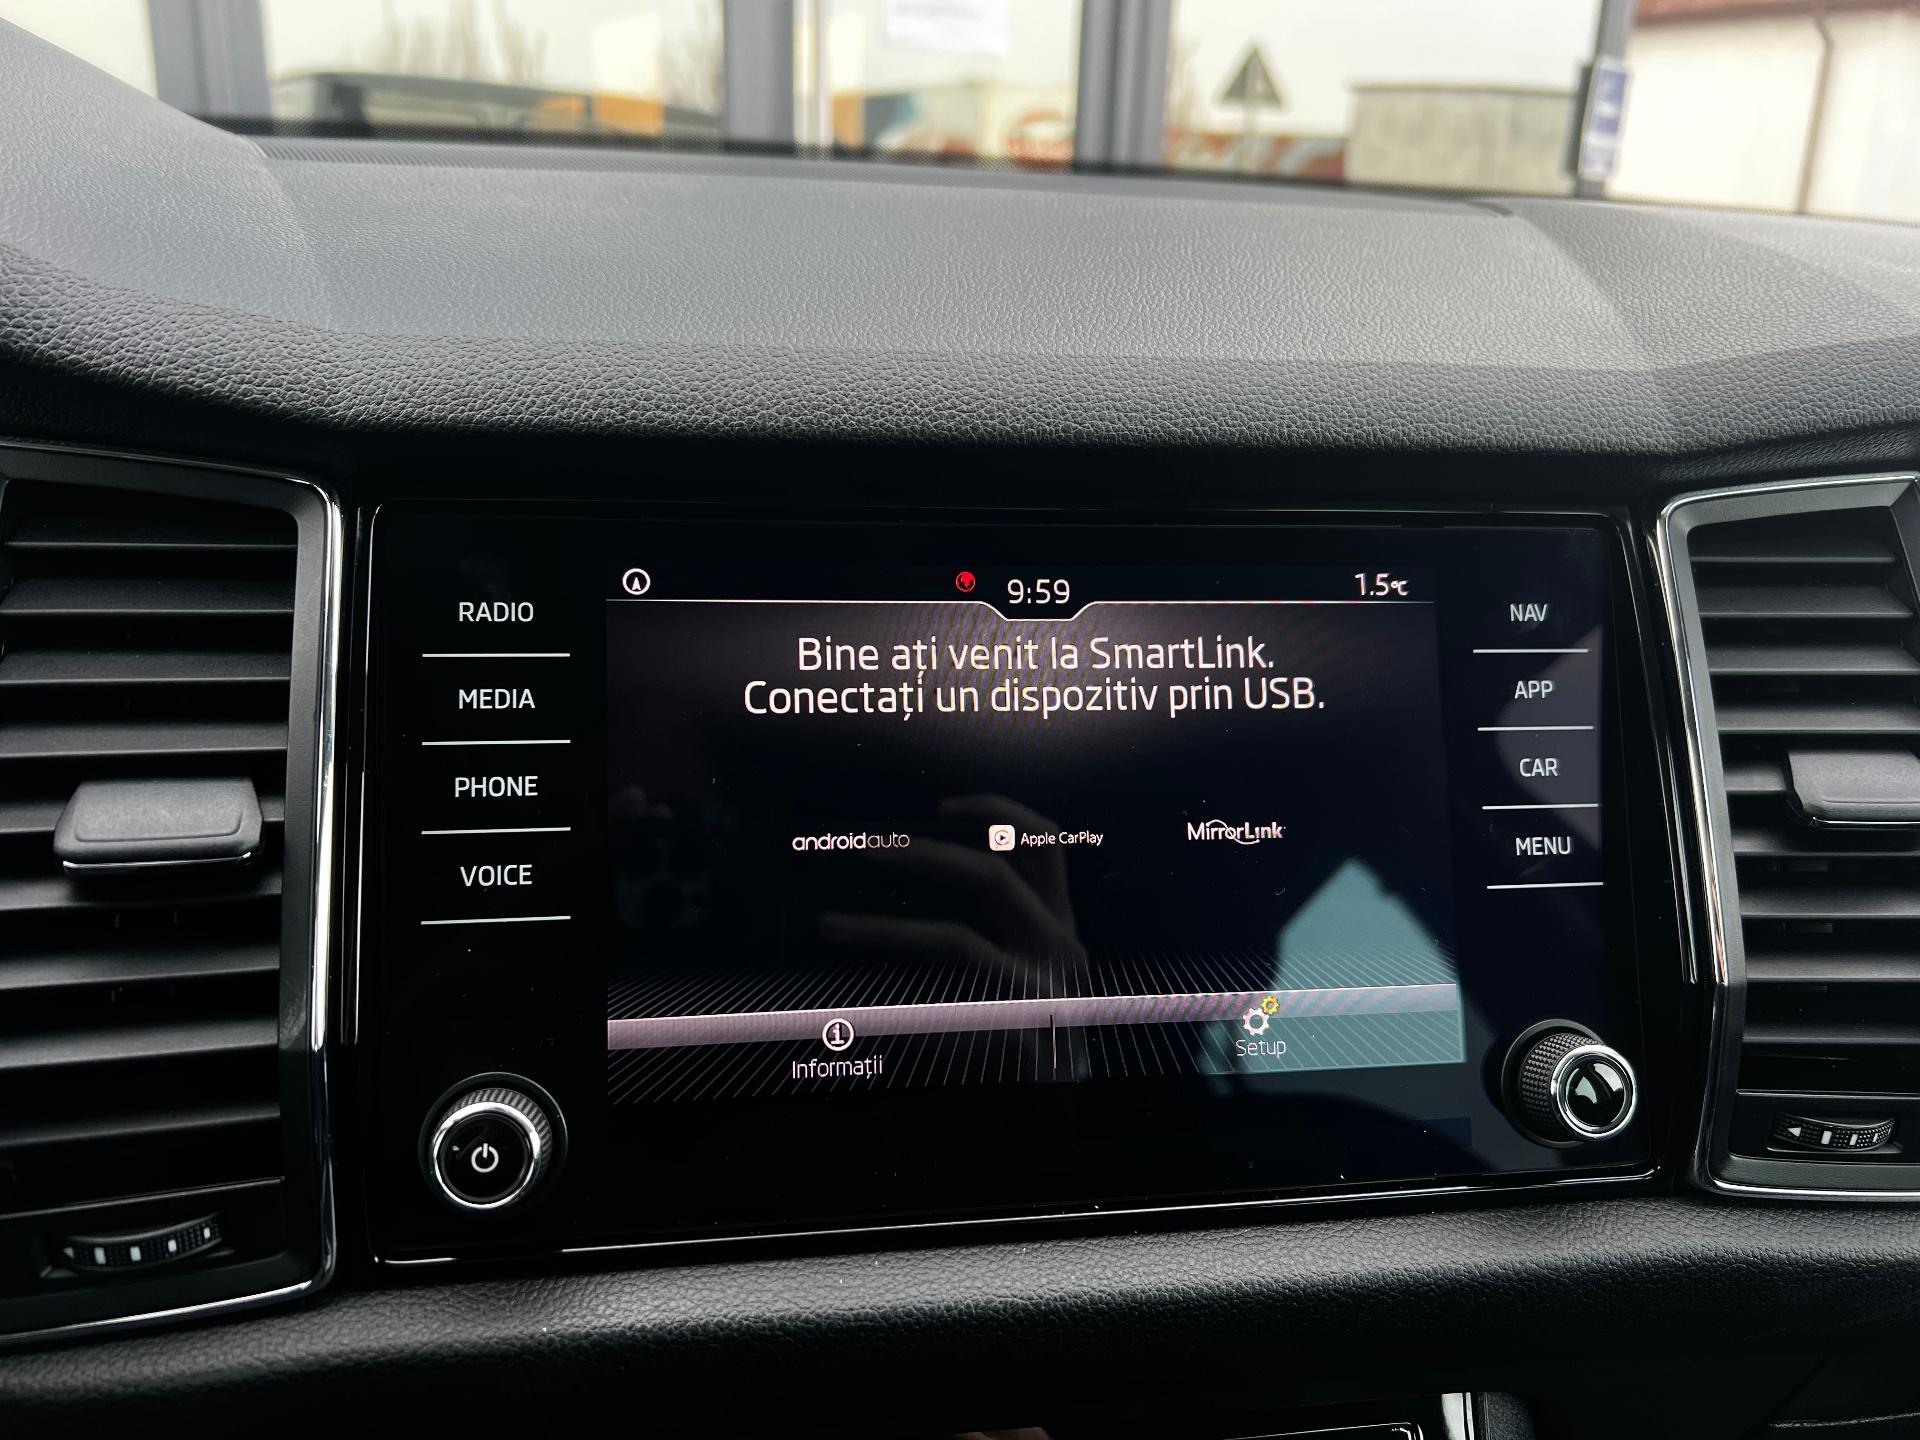 9:59
1.5°C
Bine ați venit la SmartLink.
Conectați un dispozitiv prin USB.
androidauto
Apple CarPlay
MirrorLink
Informații
Setup
RADIO
MEDIA
PHONE
VOICE
NAV
APP
CAR
MENU